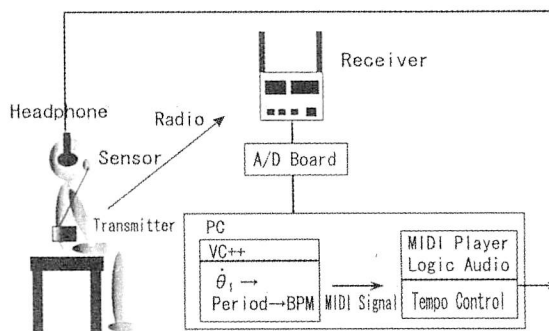 Receiver
Headphone
Radio
Sensor
A/D Board
Transmitter
PC
VC++
MIDI Player
Logic Audio
θ̇₁ →
Period→BPM
MIDI Signal
Tempo Control